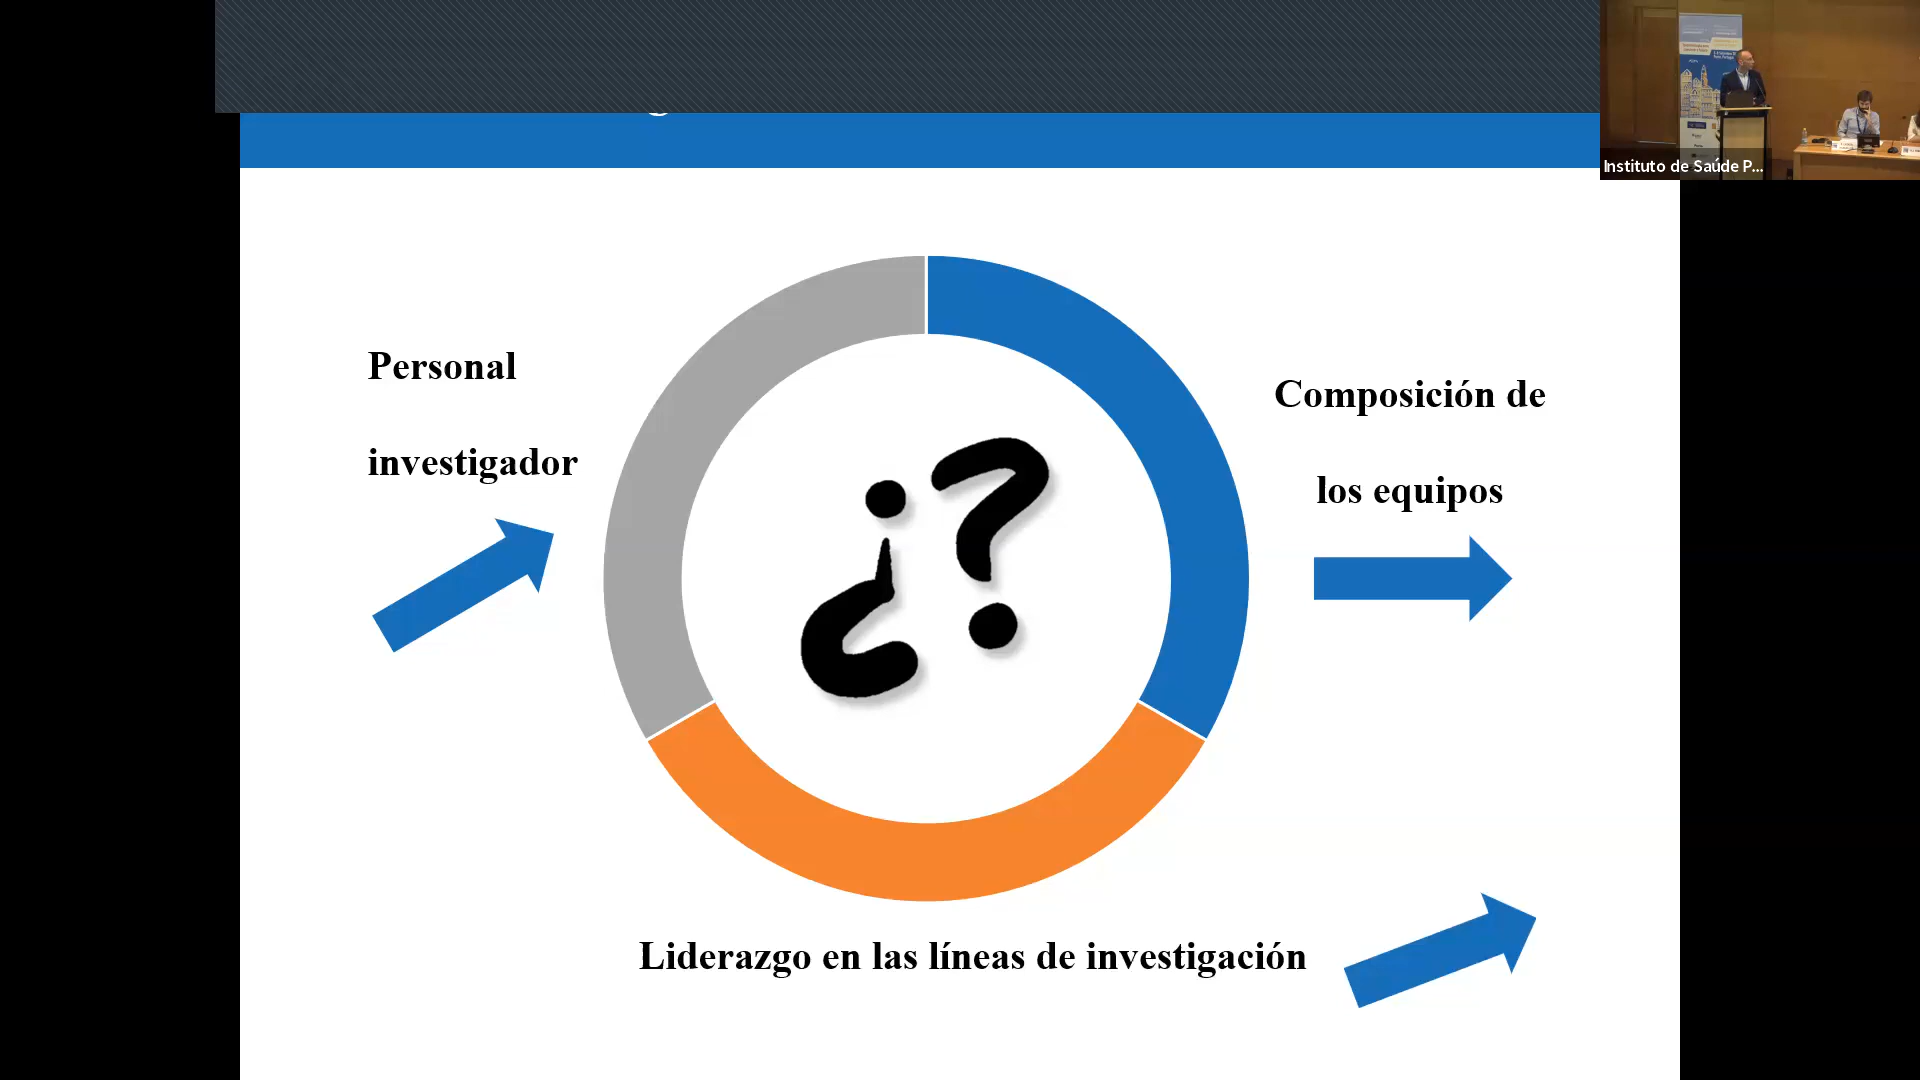 Personal
investigador
Composición de
los equipos
¿?
Liderazgo en las líneas de investigación
Instituto de Saúde P...